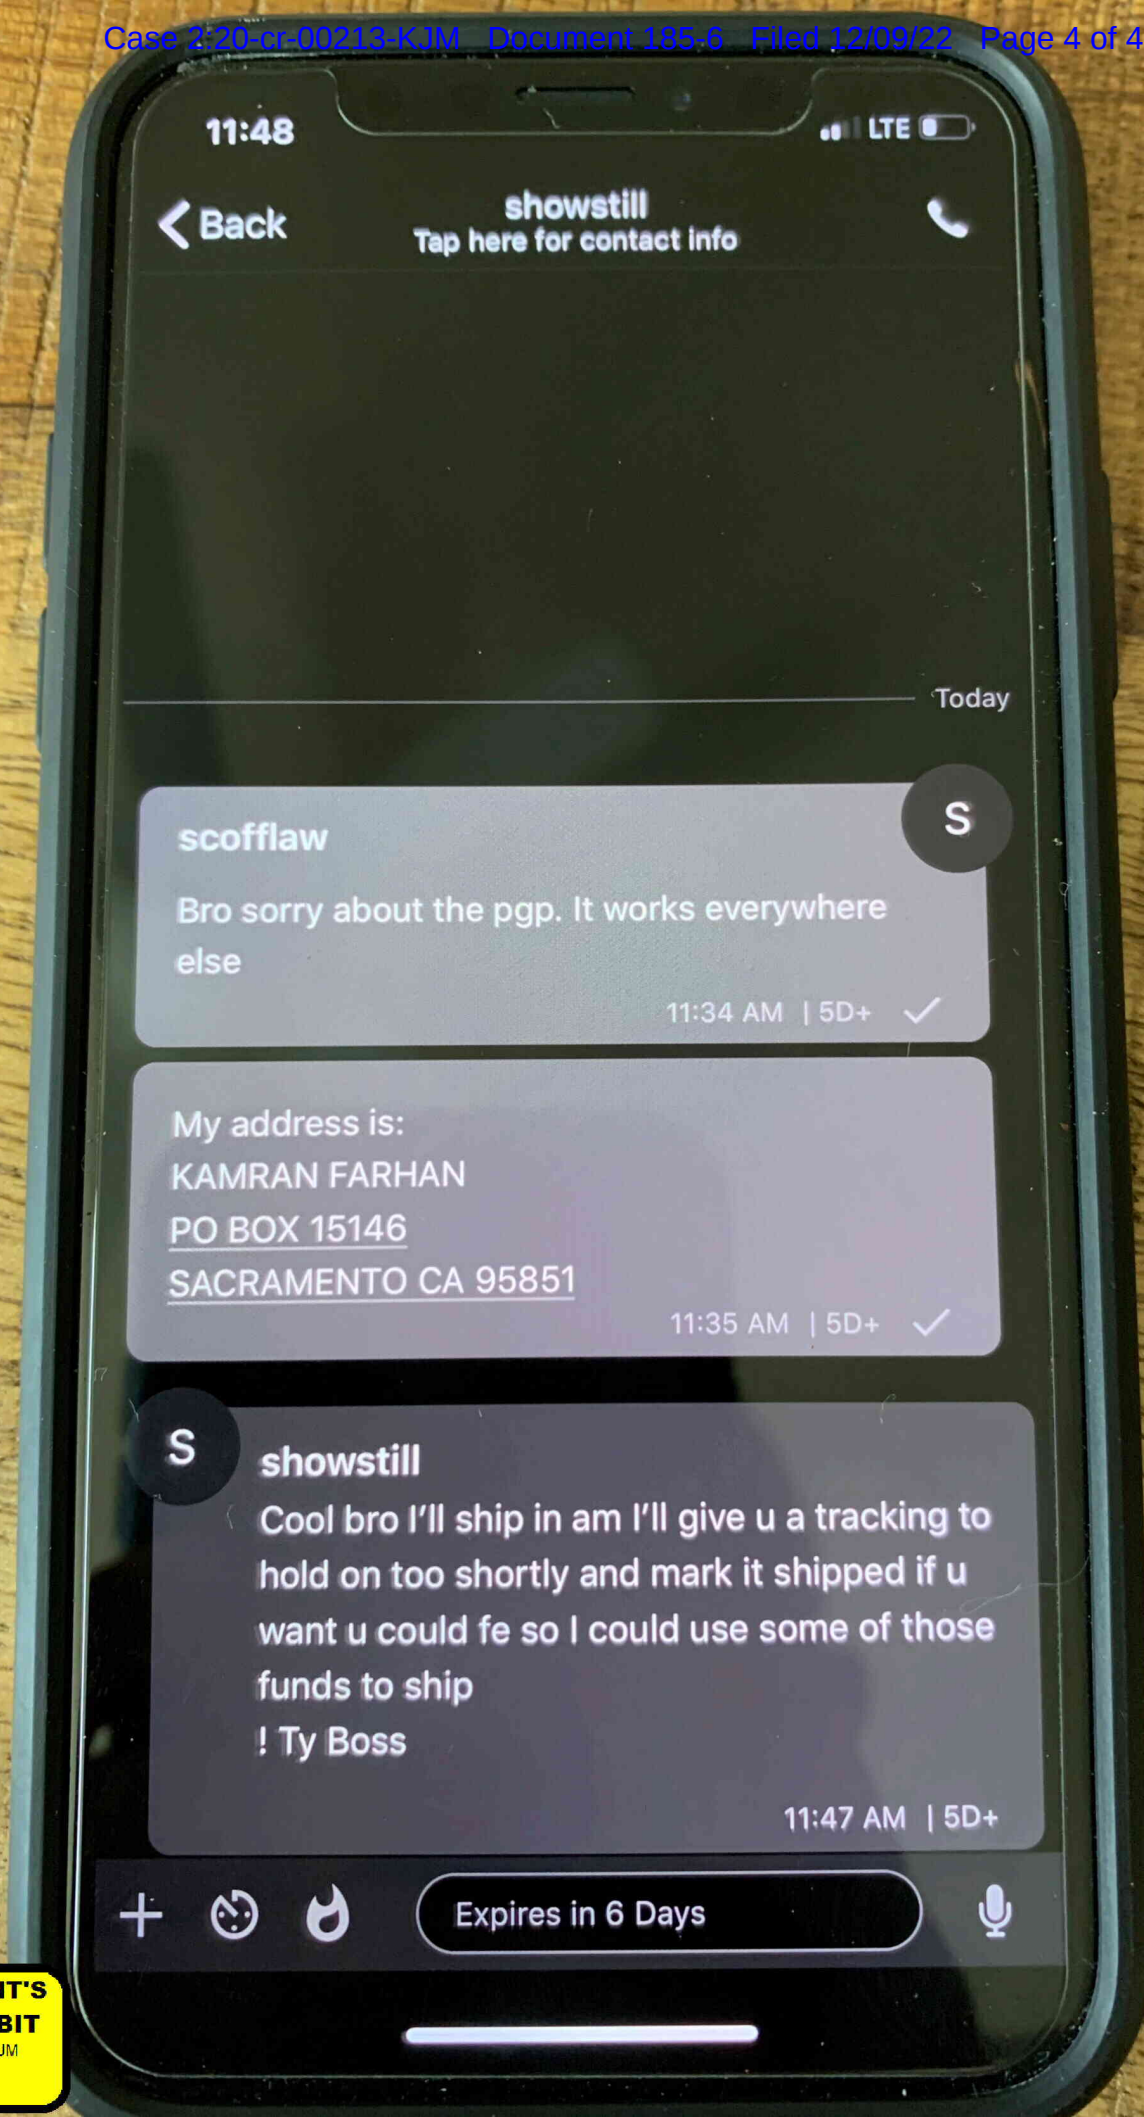 Case 2:20-cr-00213-KJM Document 185-6 Filed 12/09/22 Page 4 of 4
11:48
LTE
Back
showstill
Tap here for contact info
Today
S
scofflaw
Bro sorry about the pgp. It works everywhere
else
11:34 AM | 5D+
My address is:
KAMRAN FARHAN
PO BOX 15146
SACRAMENTO CA 95851
11:35 AM | 5D+
S
showstill
Cool bro I'll ship in am I'll give u a tracking to
hold on too shortly and mark it shipped if u
want u could fe so I could use some of those
funds to ship
! Ty Boss
11:47 AM | 5D+
Expires in 6 Days
IT'S
BIT